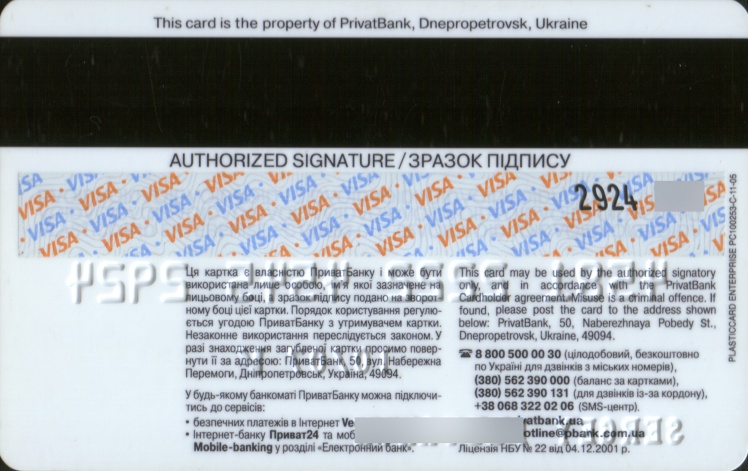 This card is the property of PrivatBank, Dnepropetrovsk, Ukraine
AUTHORIZED SIGNATURE / ЗРАЗОК ПІДПИСУ
VISA
2924
PLASTICCARD ENTERPRISE PC100253-C-11-05
Ця картка є власністю ПриватБанку і може бути
використана лише особою, ім'я якої зазначене на
лицьовому боці, і зразок підпису подано на зворот-
ному боці цієї картки. Порядок користування регулю-
ється угодою ПриватБанку з утримувачем картки.
Незаконне використання переслідується законом. У
разі знаходження загубленої картки просимо повер-
нути її за адресою: ПриватБанк 50, вул Набережна
Перемоги, Дніпропетровськ, Україна, 49094.
У будь-якому банкоматі ПриватБанку можна підключи-
тись до сервісів:
• безпечних платежів в Інтернет
• Інтернет-банку Приват24 та моб
Mobile-banking у розділі «Електронний банк».
This card may be used by the authorized signatory
and are in accordance with PrivatBank
Cardholder agreement. Misuse is a criminal offence. If
found, please post the card to the address shown
below: PrivatBank, 50, Naberezhnaya Pobedy St.,
Dnepropetrovsk, Ukraine, 49094.
☎ 8 800 500 00 30 (цілодобовий, безкоштовно
по Україні для дзвінків з міських номерів),
(380) 562 390 000 (баланс за картками),
(380) 562 390 131 (для дзвінків із-за кордону),
+38 068 322 02 06 (SMS-центр).
vatbank.ua
otline@pbank.com.ua
Ліцензія НБУ № 22 від 04.12.2001 р.